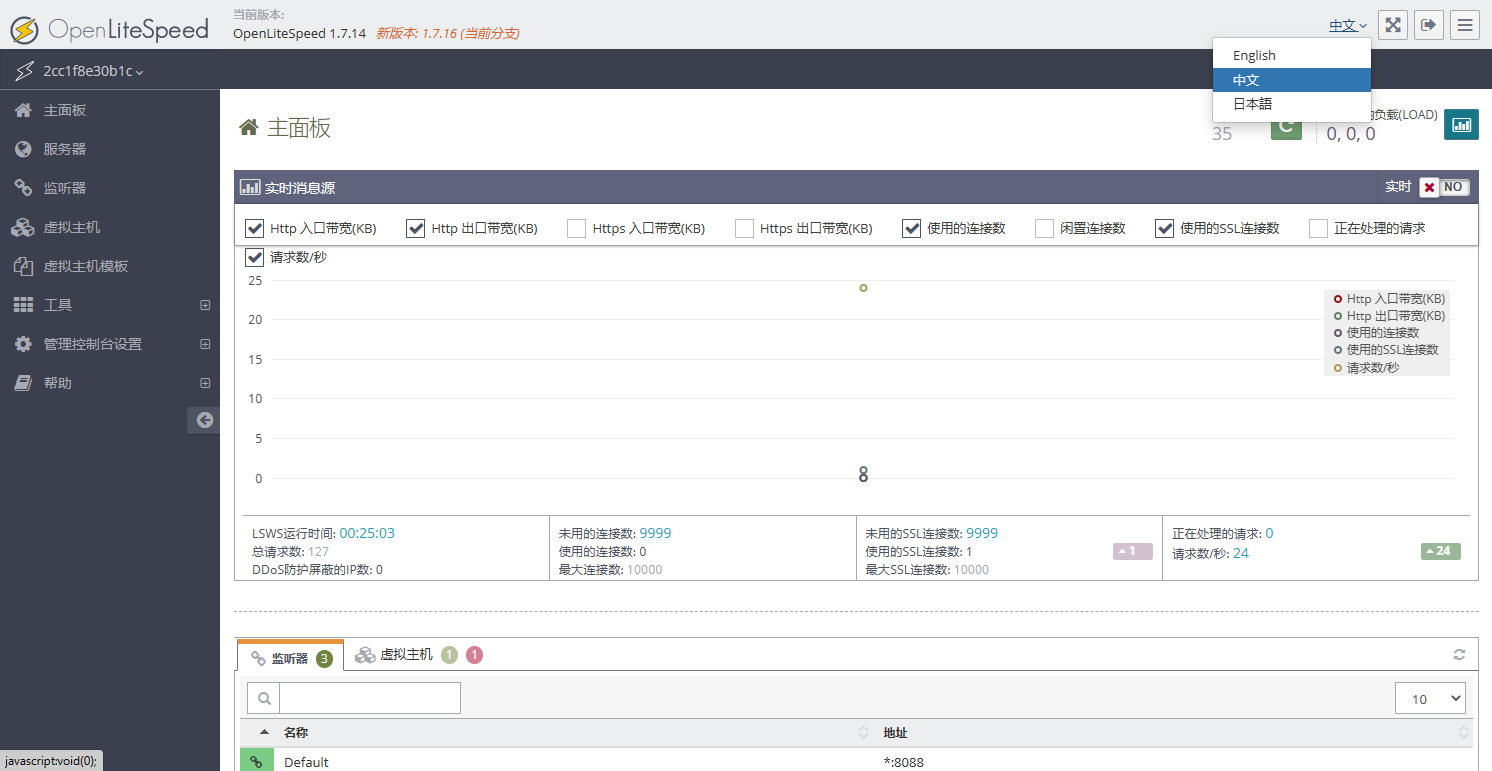 OpenLiteSpeed
当前版本:
OpenLiteSpeed 1.7.14 新版本: 1.7.16 (当前分支)
中文
English
中文
日本語
2cc1f8e30b1c
主面板
服务器
监听器
虚拟主机
虚拟主机模板
工具
管理控制台设置
帮助
主面板
35
负载(LOAD)
0, 0, 0
实时消息源
实时 NO
Http 入口带宽(KB) Http 出口带宽(KB) Https 入口带宽(KB) Https 出口带宽(KB) 使用的连接数 闲置连接数 使用的SSL连接数 正在处理的请求
请求数/秒
25
20
15
10
5
0
Http 入口带宽(KB)
Http 出口带宽(KB)
使用的连接数
使用的SSL连接数
请求数/秒
LSWS运行时间: 00:25:03
总请求数: 127
DDoS防护屏蔽的IP数: 0
未用的连接数: 9999
使用的连接数: 0
最大连接数: 10000
未用的SSL连接数: 9999
使用的SSL连接数: 1
最大SSL连接数: 10000
1
正在处理的请求: 0
请求数/秒: 24
24
监听器 3 虚拟主机 1 1
10
名称 地址
Default *:8088
javascript:void(0);